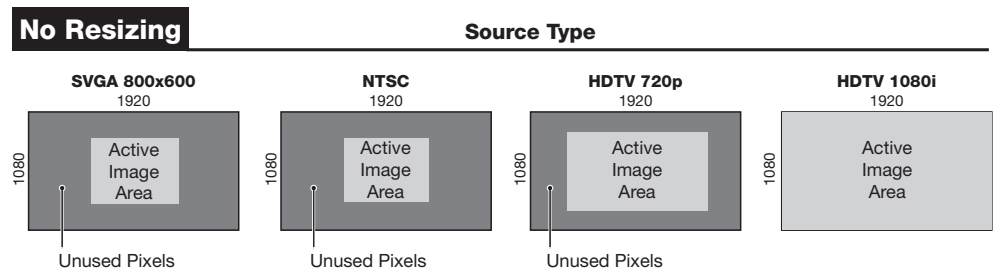 No Resizing
Source Type
SVGA 800x600
1920
1080
Active
Image
Area
Unused Pixels
NTSC
1920
1080
Active
Image
Area
Unused Pixels
HDTV 720p
1920
1080
Active
Image
Area
Unused Pixels
HDTV 1080i
1920
1080
Active
Image
Area